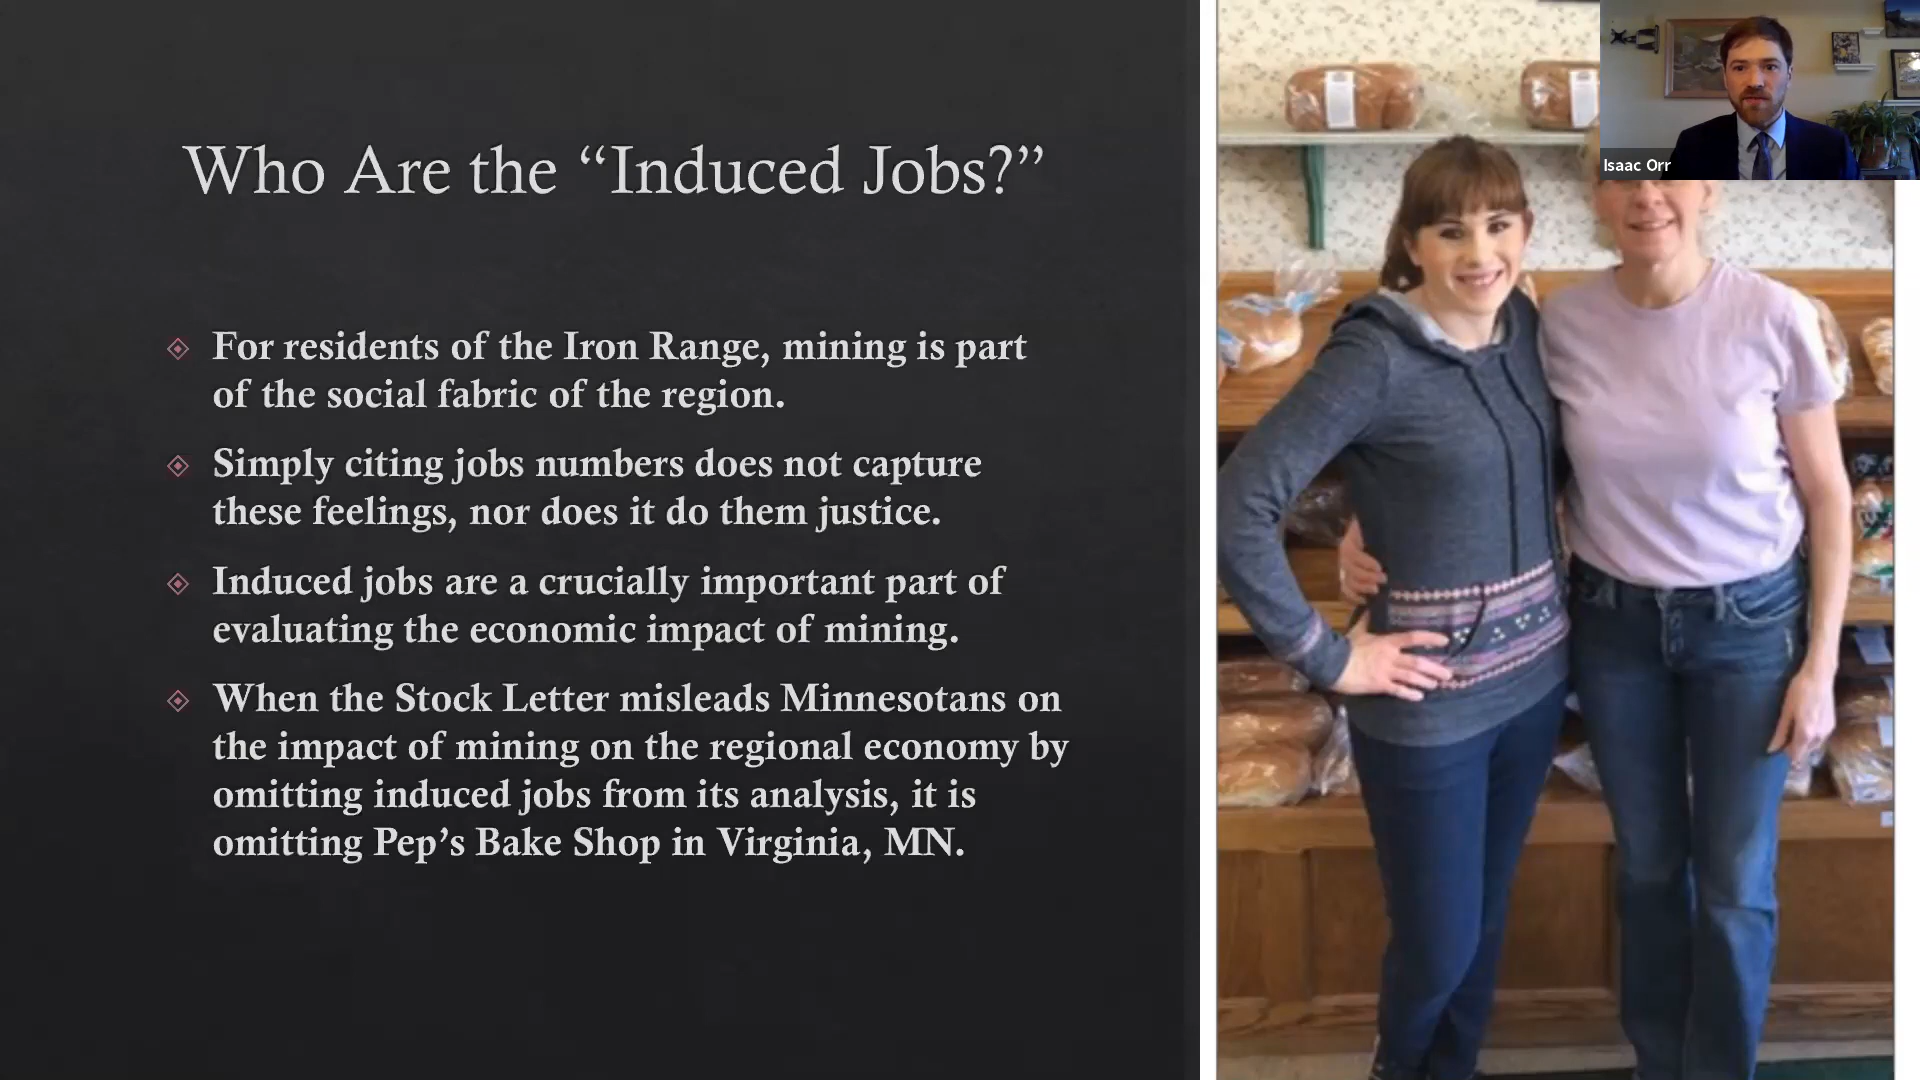 Who Are the “Induced Jobs?”
For residents of the Iron Range, mining is part
of the social fabric of the region.
Simply citing jobs numbers does not capture
these feelings, nor does it do them justice.
Induced jobs are a crucially important part of
evaluating the economic impact of mining.
When the Stock Letter misleads Minnesotans on
the impact of mining on the regional economy by
omitting induced jobs from its analysis, it is
omitting Pep’s Bake Shop in Virginia, MN.
Isaac Orr